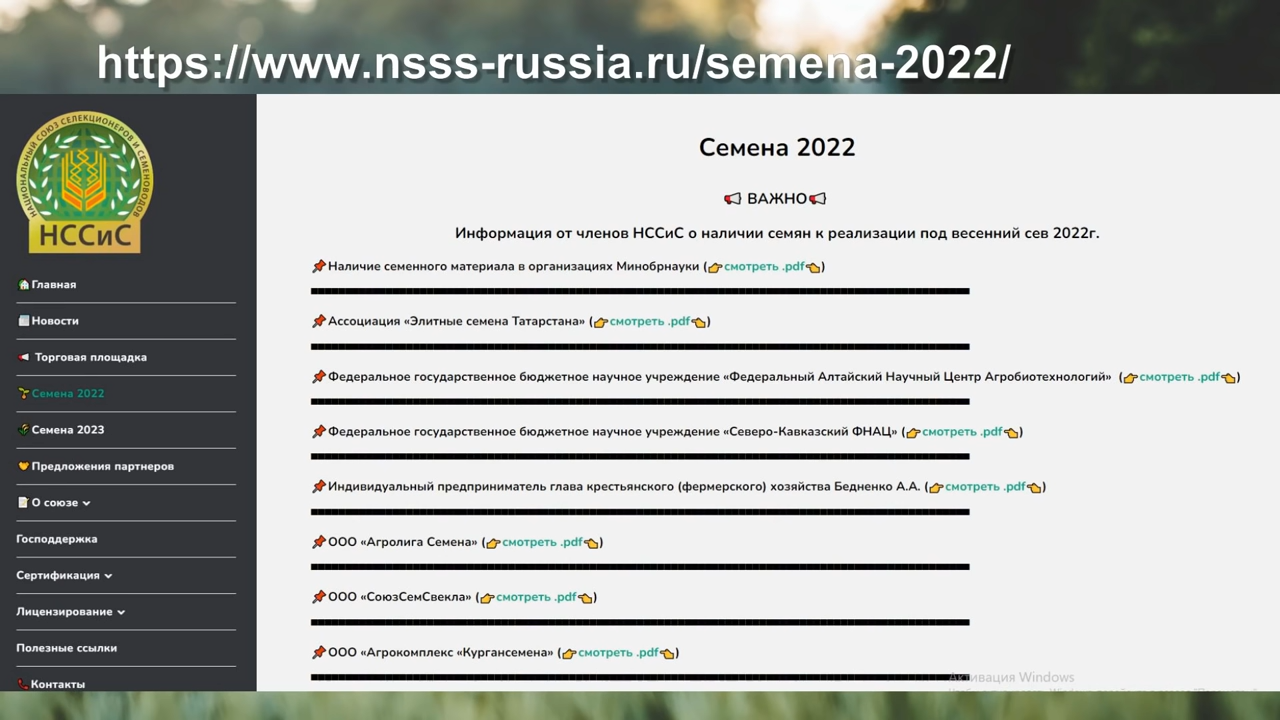 https://www.nsss-russia.ru/semena-2022/
НАЦИОНАЛЬНЫЙ СОЮЗ СЕЛЕКЦИОНЕРОВ И СЕМЕНОВОДОВ
НССиС
Главная
Новости
Торговая площадка
Семена 2022
Семена 2023
Предложения партнеров
О союзе
Господдержка
Сертификация
Лицензирование
Полезные ссылки
Контакты
Семена 2022
ВАЖНО
Информация от членов НССиС о наличии семян к реализации под весенний сев 2022г.
Наличие семенного материала в организациях Минобрнауки (смотреть .pdf)
Ассоциация «Элитные семена Татарстана» (смотреть .pdf)
Федеральное государственное бюджетное научное учреждение «Федеральный Алтайский Научный Центр Агробиотехнологий» (смотреть .pdf)
Федеральное государственное бюджетное научное учреждение «Северо-Кавказский ФНАЦ» (смотреть .pdf)
Индивидуальный предприниматель глава крестьянского (фермерского) хозяйства Бедненко А.А. (смотреть .pdf)
ООО «Агролига Семена» (смотреть .pdf)
ООО «СоюзСемСвекла» (смотреть .pdf)
ООО «Агрокомплекс «Кургансемена» (смотреть .pdf)
Активация Windows